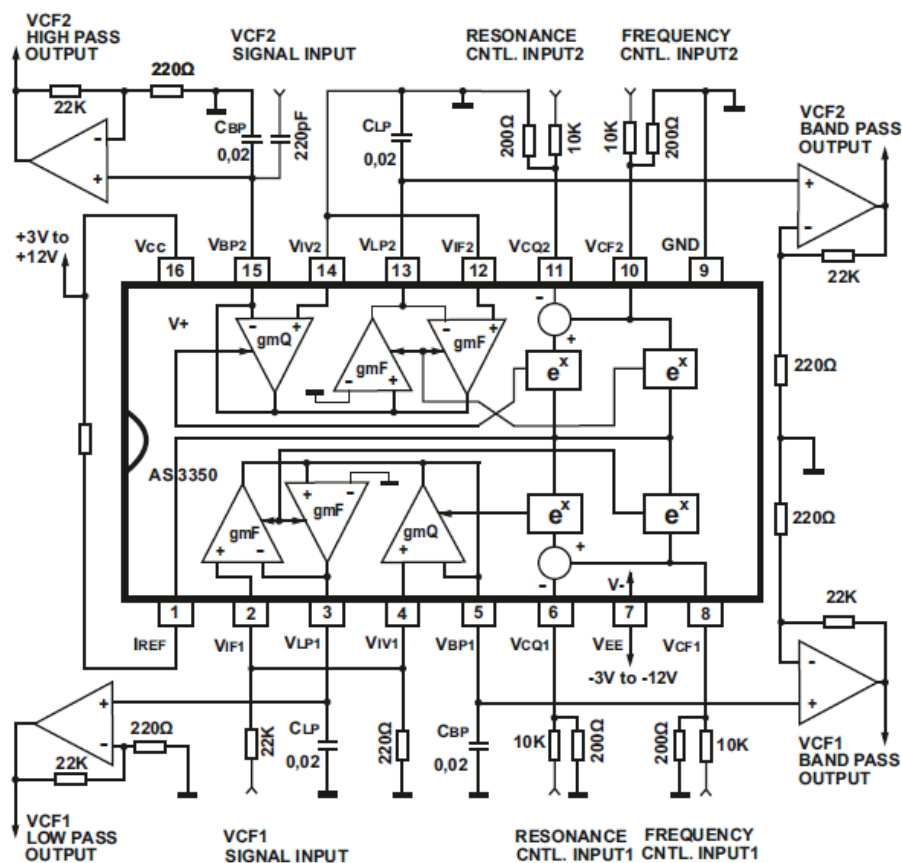 VCF2
HIGH PASS
OUTPUT
VCF2
SIGNAL INPUT
RESONANCE
CNTL. INPUT2
FREQUENCY
CNTL. INPUT2
220Ω
22K
CBP
0,02
220pF
CLP
0,02
200Ω
10K
10K
200Ω
VCF2
BAND PASS
OUTPUT
-
+
+
-
22K
+3V to
+12V
VCC
VBP2
VIV2
VLP2
VIF2
VCQ2
VCF2
GND
16
15
14
13
12
11
10
9
V+
- +
gmQ
gmF
- +
- +
gmF
-
+
e^x
e^x
220Ω
AS 3350
gmF
+ -
+ -
gmF
gmQ
+ -
e^x
e^x
+
-
V-
220Ω
1
2
3
4
5
6
7
8
IREF
VIF1
VLP1
VIV1
VBP1
VCQ1
VEE
VCF1
-3V to -12V
22K
-
+
+
-
220Ω
22K
22K
CLP
0,02
220Ω
CBP
0,02
10K
200Ω
200Ω
10K
VCF1
BAND PASS
OUTPUT
VCF1
LOW PASS
OUTPUT
VCF1
SIGNAL INPUT
RESONANCE
CNTL. INPUT1
FREQUENCY
CNTL. INPUT1